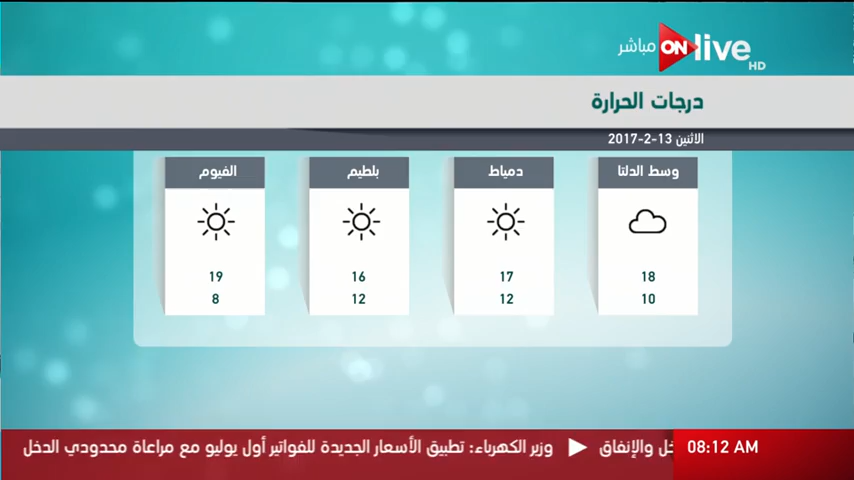 مباشر ON live HD
درجات الحرارة
الاثنين 13-2-2017
وسط الدلتا
18
10
دمياط
17
12
بلطيم
16
12
الفيوم
19
8
08:12 AM
والإنفاق ◀ وزير الكهرباء: تطبيق الأسعار الجديدة للفواتير أول يوليو مع مراعاة محدودي الدخل